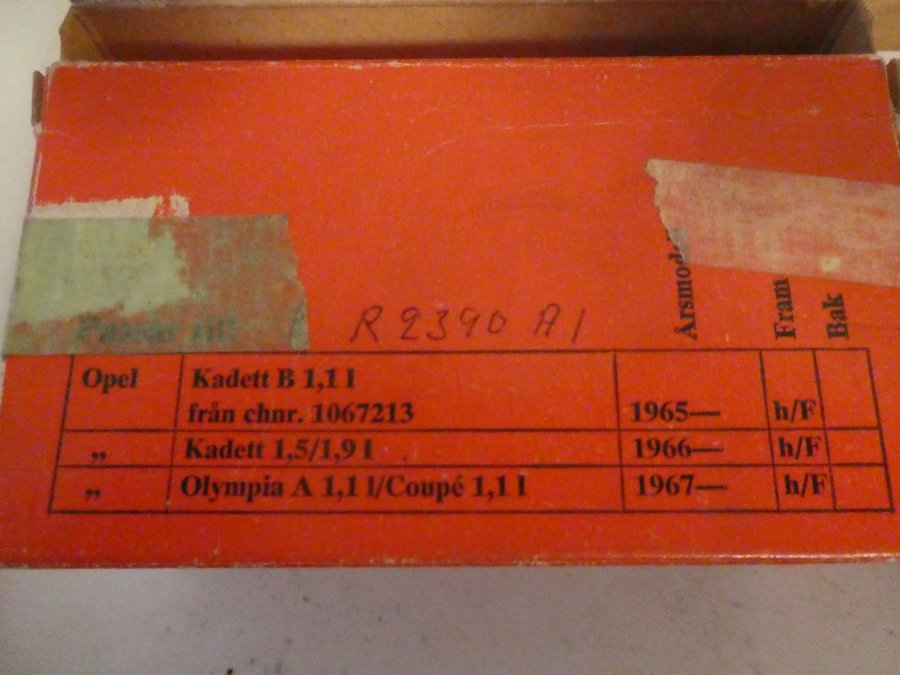 Passar till:
R 2390 A 1
Årsmod
Fram
Bak
Opel Kadett B 1,1 l
från chnr. 1067213 1965— h/F
„ Kadett 1,5/1,9 l 1966— h/F
„ Olympia A 1,1 l/Coupé 1,1 l 1967— h/F